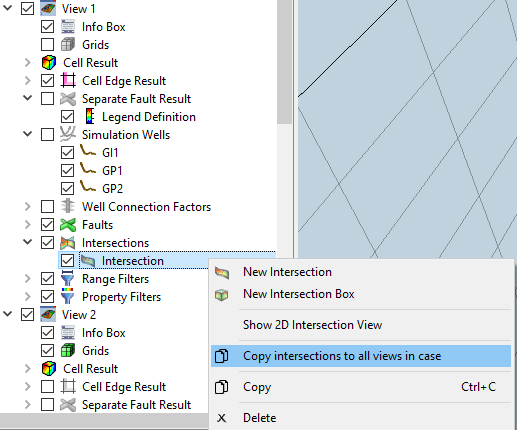 View 1
Info Box
Grids
Cell Result
Cell Edge Result
Separate Fault Result
Legend Definition
Simulation Wells
GI1
GP1
GP2
Well Connection Factors
Faults
Intersections
Intersection
Range Filters
Property Filters
View 2
Info Box
Grids
Cell Result
Cell Edge Result
Separate Fault Result
New Intersection
New Intersection Box
Show 2D Intersection View
Copy intersections to all views in case
Copy Ctrl+C
Delete